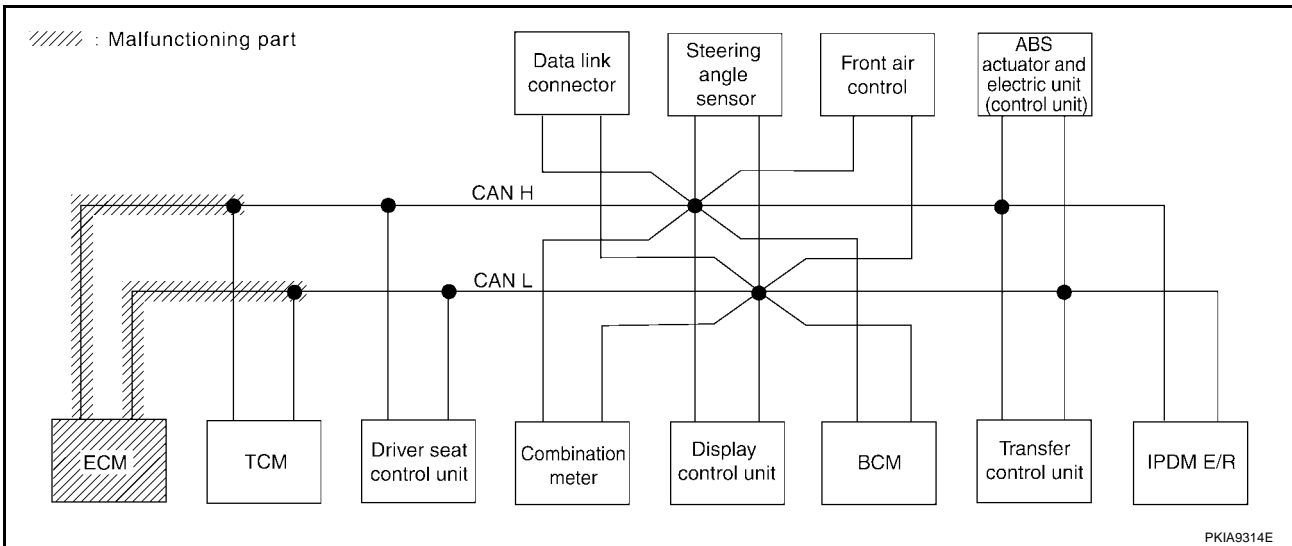 : Malfunctioning part
Data link
connector
Steering
angle
sensor
Front air
control
ABS
actuator and
electric unit
(control unit)
CAN H
CAN L
ECM
TCM
Driver seat
control unit
Combination
meter
Display
control unit
BCM
Transfer
control unit
IPDM E/R
PKIA9314E